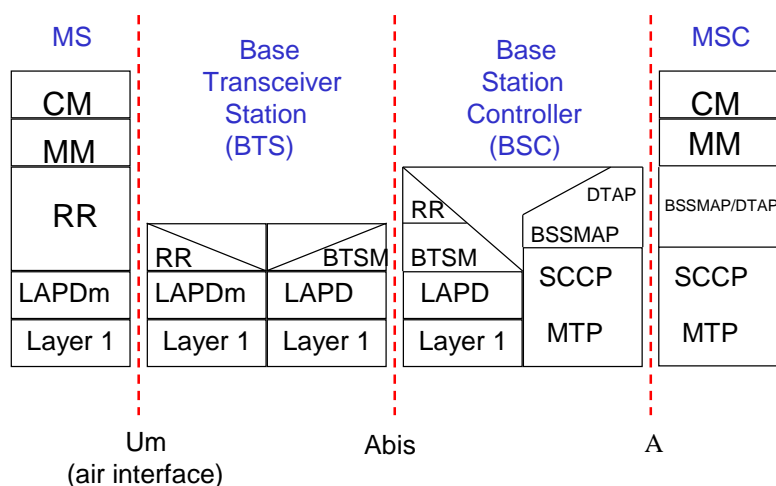 MS
Base
Transceiver
Station
(BTS)
Base
Station
Controller
(BSC)
MSC
CM
MM
RR
LAPDm
Layer 1
RR
BTSM
LAPDm
LAPD
Layer 1
Layer 1
RR
BTSM
LAPD
Layer 1
DTAP
BSSMAP
SCCP
MTP
CM
MM
BSSMAP/DTAP
SCCP
MTP
Um
(air interface)
Abis
A